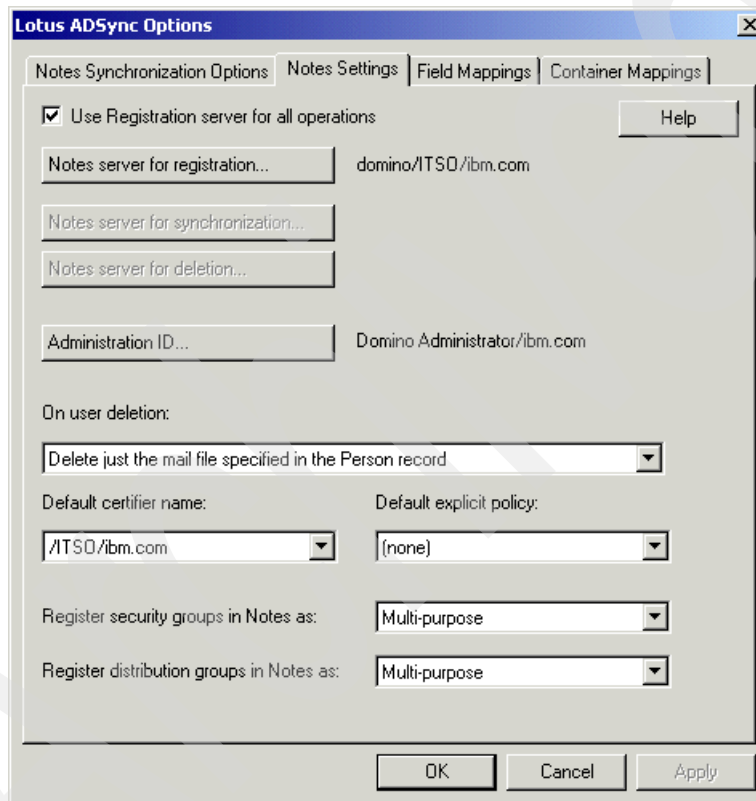 Lotus ADSync Options
Notes Synchronization Options Notes Settings Field Mappings Container Mappings
Use Registration server for all operations Help
Notes server for registration... domino/ITSO/ibm.com
Notes server for synchronization...
Notes server for deletion...
Administration ID... Domino Administrator/ibm.com
On user deletion:
Delete just the mail file specified in the Person record
Default certifier name: Default explicit policy:
/ITSO/ibm.com (none)
Register security groups in Notes as: Multi-purpose
Register distribution groups in Notes as: Multi-purpose
OK Cancel Apply